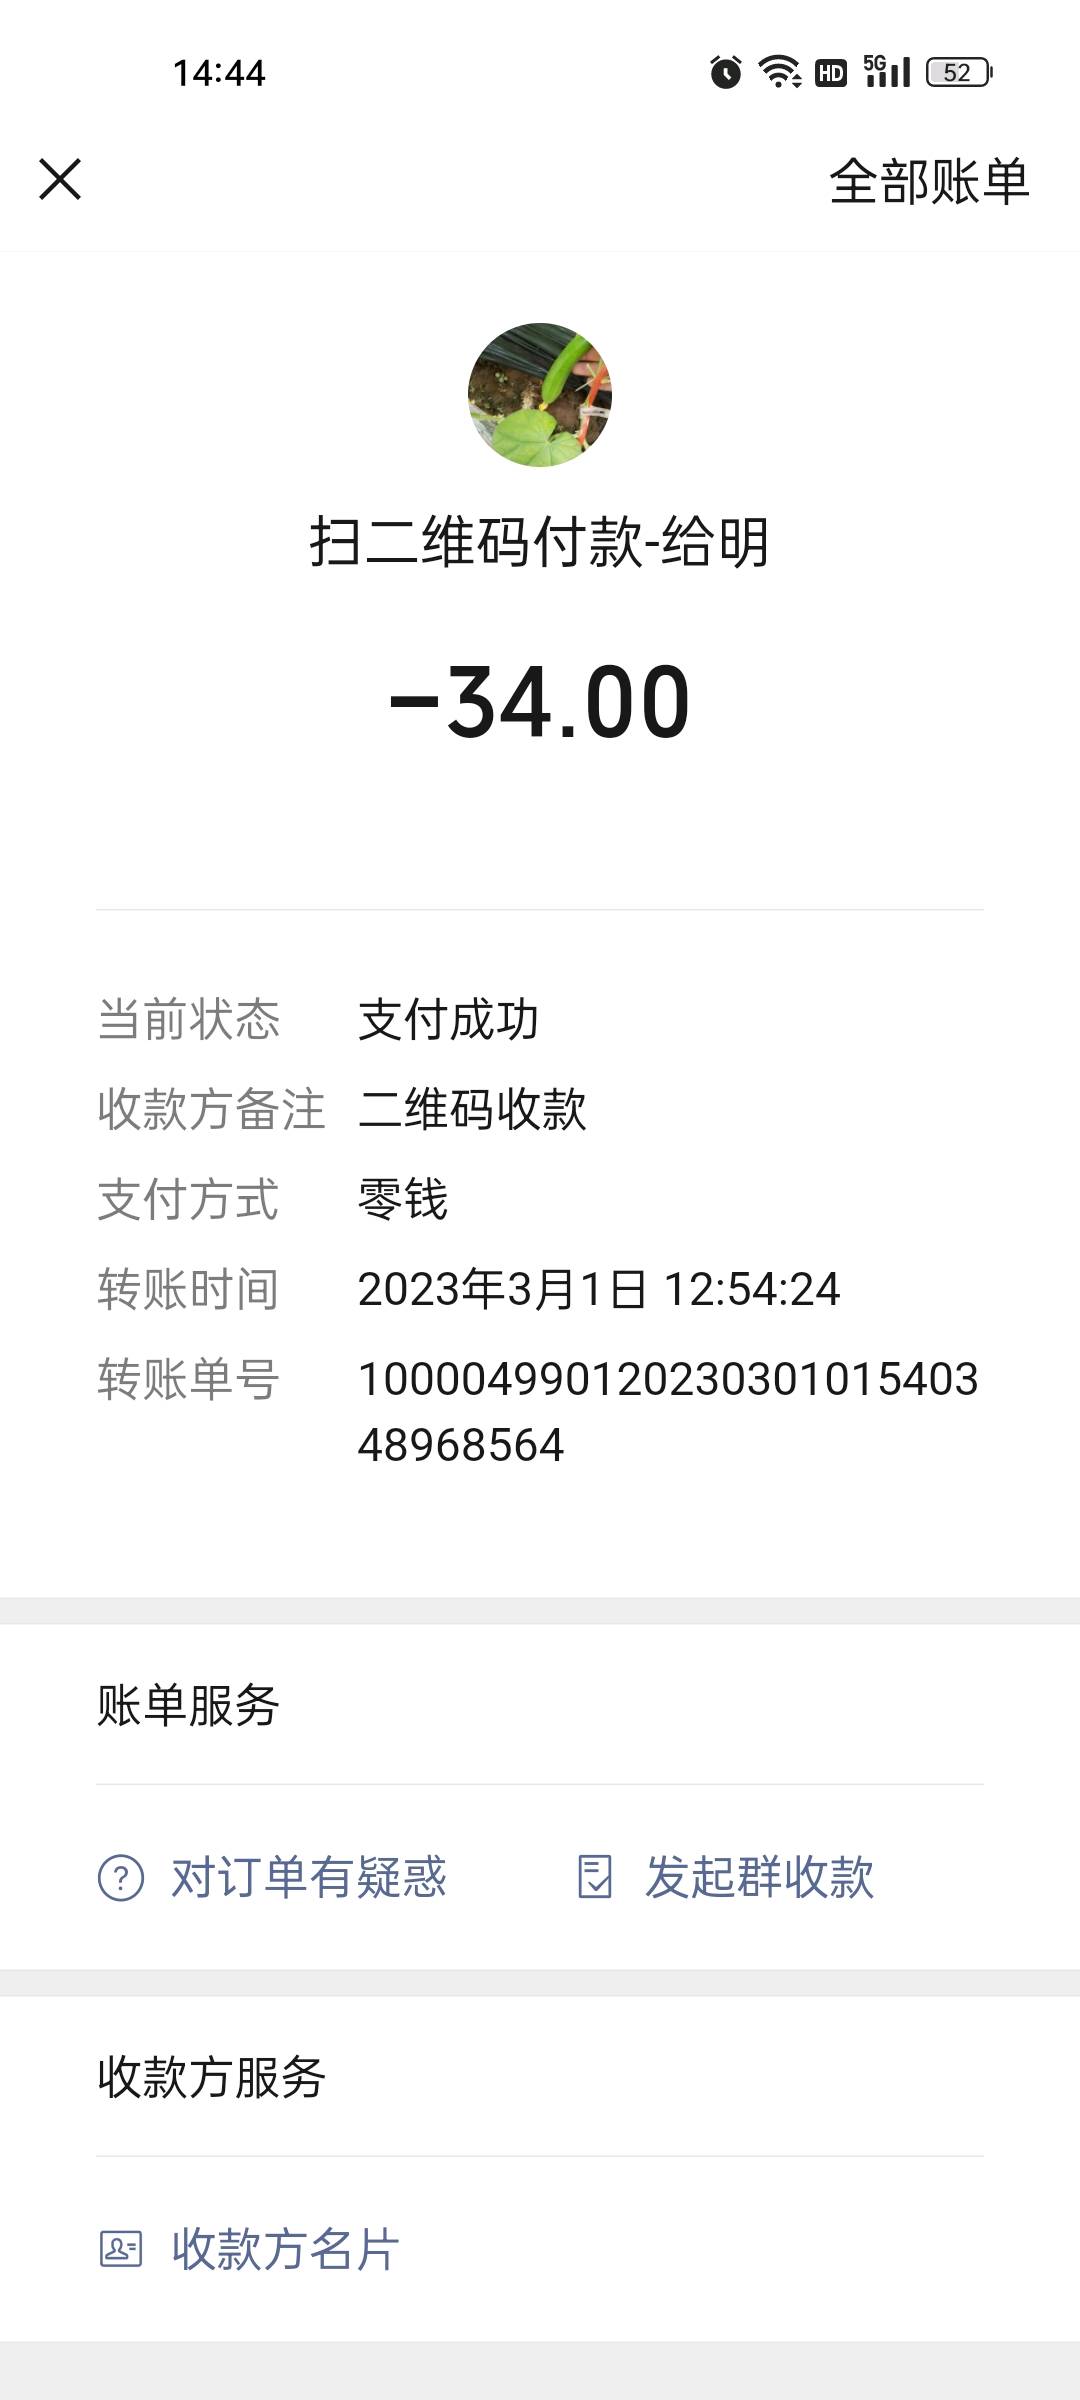 14:44
HD 5G 52
全部账单
扫二维码付款-给明
-34.00
当前状态 支付成功
收款方备注 二维码收款
支付方式 零钱
转账时间 2023年3月1日 12:54:24
转账单号 100004990120230301015403
48968564
账单服务
对订单有疑惑 发起群收款
收款方服务
收款方名片